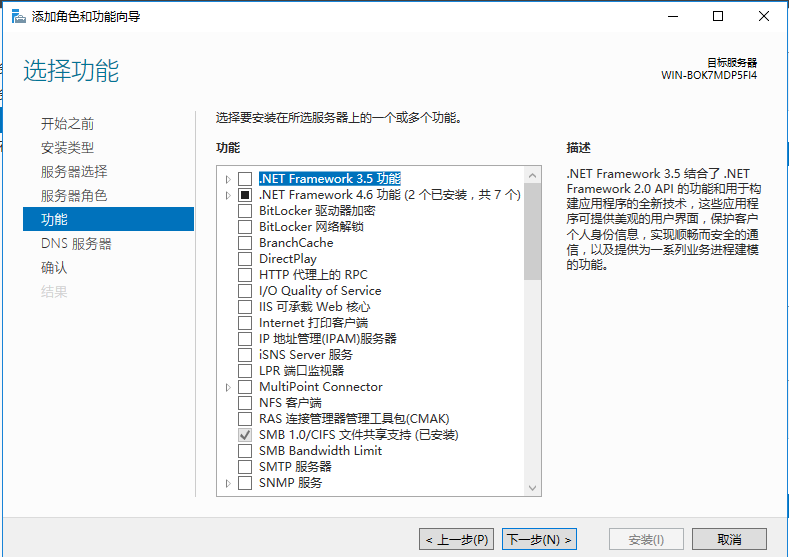 添加角色和功能向导
选择功能
目标服务器
WIN-BOK7MDP5FI4
开始之前
安装类型
服务器选择
服务器角色
功能
DNS 服务器
确认
结果
选择要安装在所选服务器上的一个或多个功能。
功能
.NET Framework 3.5 功能
.NET Framework 4.6 功能 (2 个已安装，共 7 个)
BitLocker 驱动器加密
BitLocker 网络解锁
BranchCache
DirectPlay
HTTP 代理上的 RPC
I/O Quality of Service
IIS 可承载 Web 核心
Internet 打印客户端
IP 地址管理(IPAM)服务器
iSNS Server 服务
LPR 端口监视器
MultiPoint Connector
NFS 客户端
RAS 连接管理器管理工具包(CMAK)
SMB 1.0/CIFS 文件共享支持 (已安装)
SMB Bandwidth Limit
SMTP 服务器
SNMP 服务
描述
.NET Framework 3.5 结合了 .NET
Framework 2.0 API 的功能和用于构
建应用程序的全新技术，这些应用程
序可提供美观的用户界面，保护客户
个人身份信息，实现顺畅而安全的通
信，以及提供为一系列业务进程建模
的功能。
< 上一步(P)
下一步(N) >
安装(I)
取消